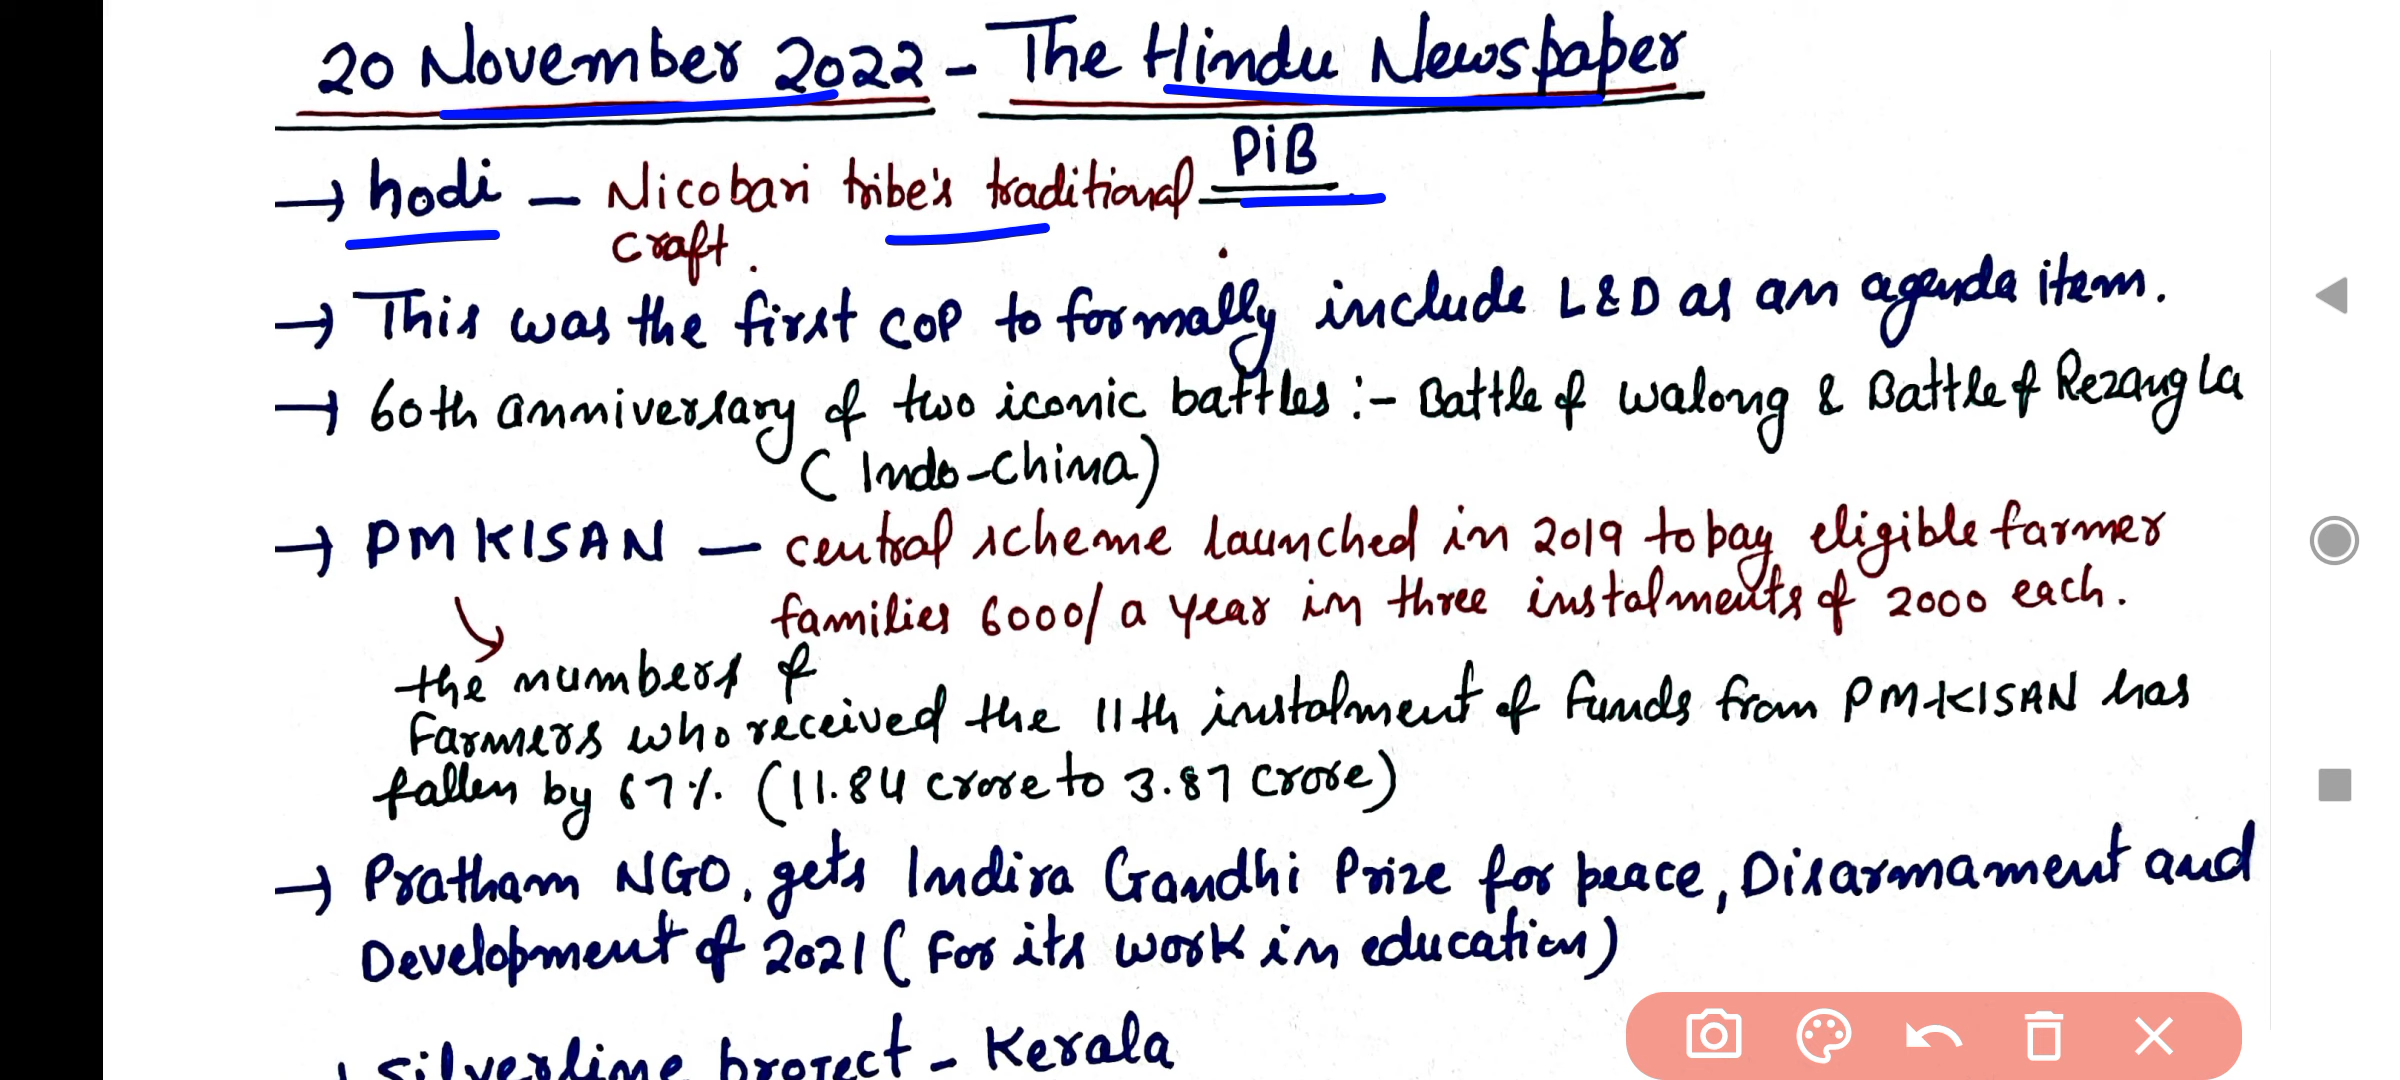 20 November 2022 - The Hindu Newspaper
PiB
→ hodi - Nicobari tribe's traditional
craft.
→ This was the first COP to formally include L&D as an agenda item.
→ 60th anniversary of two iconic battles :- Battle of Walong & Battle of Rezang La
(Indo-China)
→ PM KISAN - central scheme launched in 2019 to pay eligible farmer
families 6000/ a year in three instalments of 2000 each.
the numbers of
Farmers who received the 11th instalment of funds from PM-KISAN has
fallen by 67%. (11.84 crore to 3.87 crore)
→ Pratham NGO, gets Indira Gandhi Prize for peace, Disarmament and
Development of 2021 (For its work in education)
Silverline project - Kerala